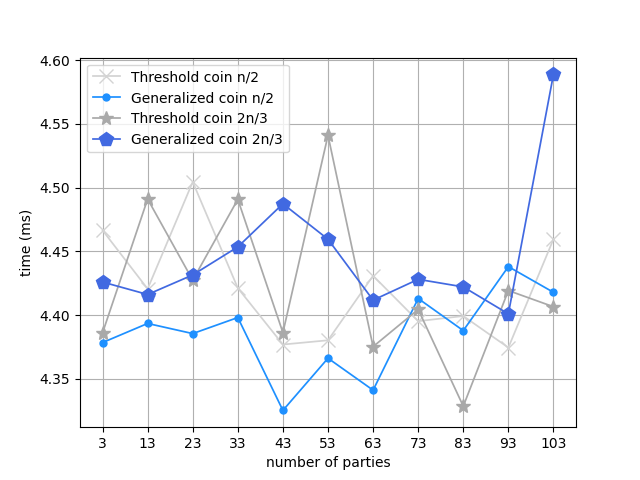 4.60
4.55
4.50
4.45
4.40
4.35
time (ms)
Threshold coin n/2
Generalized coin n/2
Threshold coin 2n/3
Generalized coin 2n/3
3 13 23 33 43 53 63 73 83 93 103
number of parties